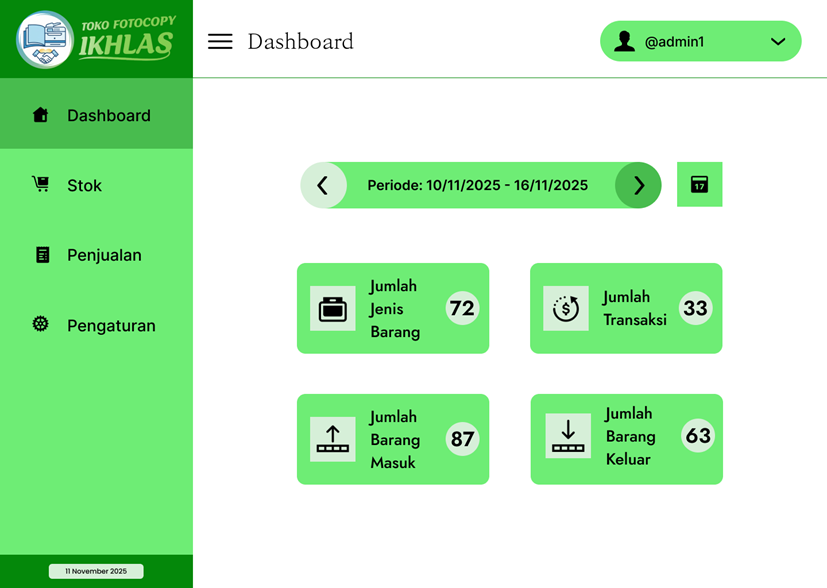 TOKO FOTOCOPY
IKHLAS
Dashboard
@admin1
Dashboard
Stok
Penjualan
Pengaturan
Periode: 10/11/2025 - 16/11/2025
17
Jumlah
Jenis
Barang
72
Jumlah
Transaksi
33
Jumlah
Barang
Masuk
87
Jumlah
Barang
Keluar
63
11 November 2025